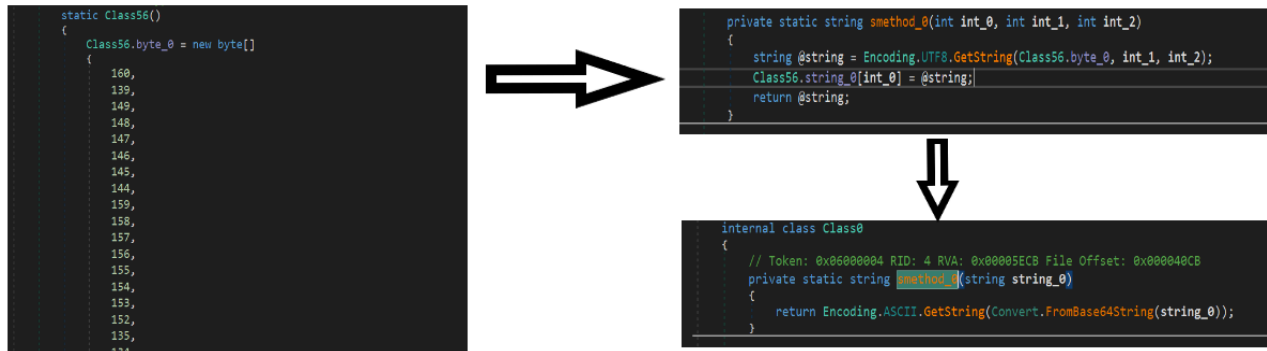 static Class56()
{
Class56.byte_0 = new byte[]
{
160,
139,
149,
148,
147,
146,
145,
144,
159,
158,
157,
156,
155,
154,
153,
152,
135,
private static string smethod_0(int int_0, int int_1, int int_2)
{
string @string = Encoding.UTF8.GetString(Class56.byte_0, int_1, int_2);
Class56.string_0[int_0] = @string;
return @string;
}
internal class Class0
{
// Token: 0x06000004 RID: 4 RVA: 0x00005ECB File Offset: 0x000040CB
private static string smethod_0(string string_0)
{
return Encoding.ASCII.GetString(Convert.FromBase64String(string_0));
}